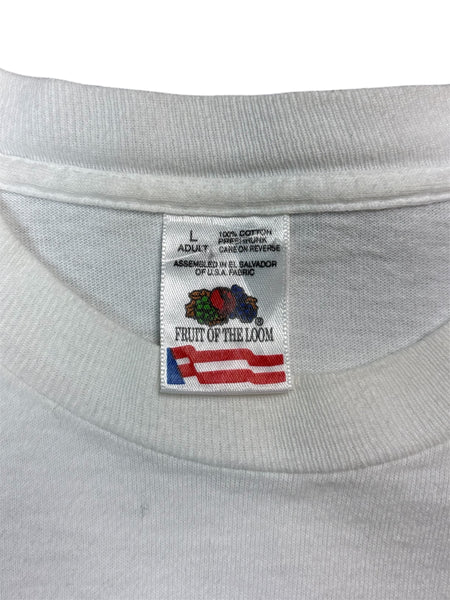 L 100% COTTON
ADULT PRESHRUNK
CARE ON REVERSE
ASSEMBLED IN EL SALVADOR
OF U.S.A. FABRIC
FRUIT OF THE LOOM®